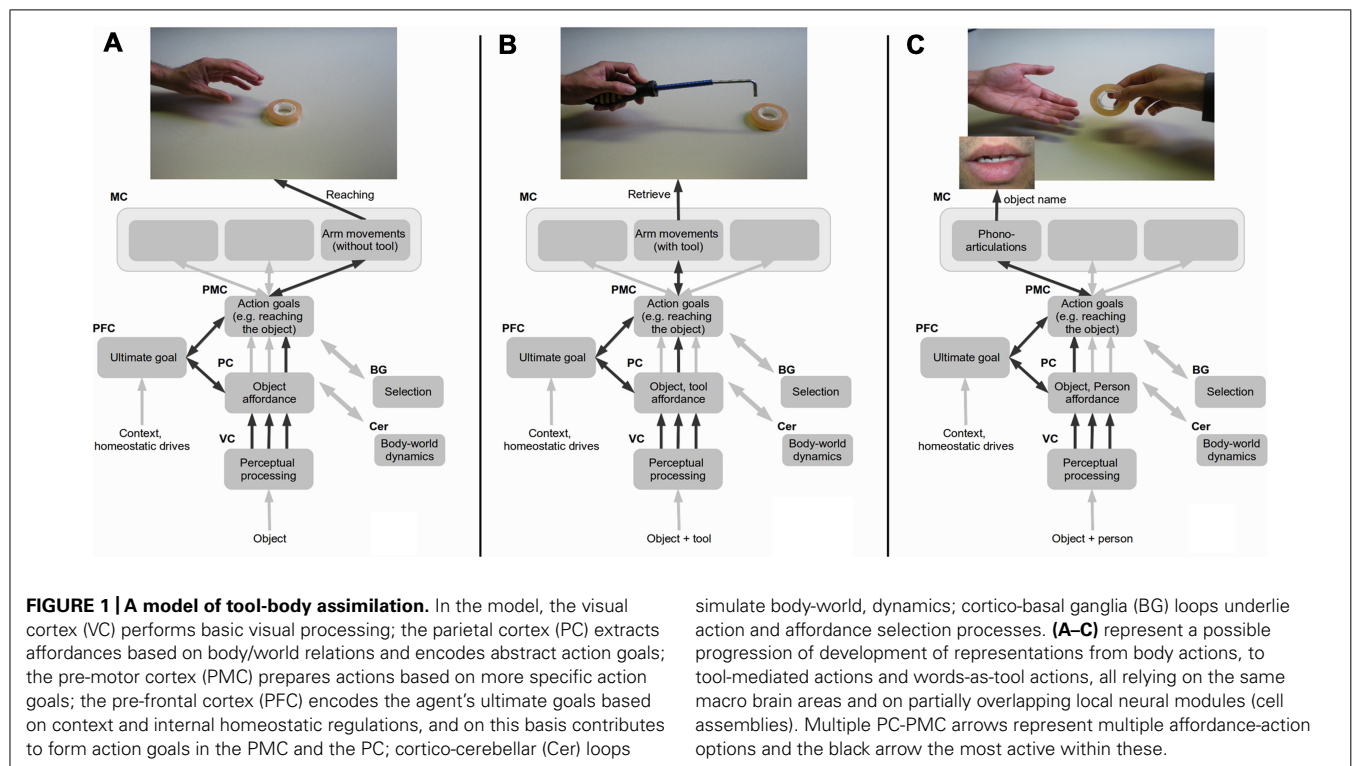 A
Reaching
MC
Arm movements
(without tool)
PMC
Action goals
(e.g. reaching
the object)
PFC
Ultimate goal
PC
Object
affordance
BG
Selection
Context,
homeostatic drives
VC
Cer
Body-world
dynamics
Perceptual
processing
Object
B
Retrieve
MC
Arm movements
(with tool)
PMC
Action goals
(e.g. reaching
the object)
PFC
Ultimate goal
PC
Object, tool
affordance
BG
Selection
Context,
homeostatic drives
VC
Cer
Body-world
dynamics
Perceptual
processing
Object + tool
C
object name
MC
Phono-
articulations
PMC
Action goals
(e.g. reaching
the object)
PFC
Ultimate goal
PC
Object, Person
affordance
BG
Selection
Context,
homeostatic drives
VC
Cer
Body-world
dynamics
Perceptual
processing
Object + person
FIGURE 1 | A model of tool-body assimilation. In the model, the visual
cortex (VC) performs basic visual processing; the parietal cortex (PC) extracts
affordances based on body/world relations and encodes abstract action goals;
the pre-motor cortex (PMC) prepares actions based on more specific action
goals; the pre-frontal cortex (PFC) encodes the agent's ultimate goals based
on context and internal homeostatic regulations, and on this basis contributes
to form action goals in the PMC and the PC; cortico-cerebellar (Cer) loops
simulate body-world, dynamics; cortico-basal ganglia (BG) loops underlie
action and affordance selection processes. (A–C) represent a possible
progression of development of representations from body actions, to
tool-mediated actions and words-as-tool actions, all relying on the same
macro brain areas and on partially overlapping local neural modules (cell
assemblies). Multiple PC-PMC arrows represent multiple affordance-action
options and the black arrow the most active within these.